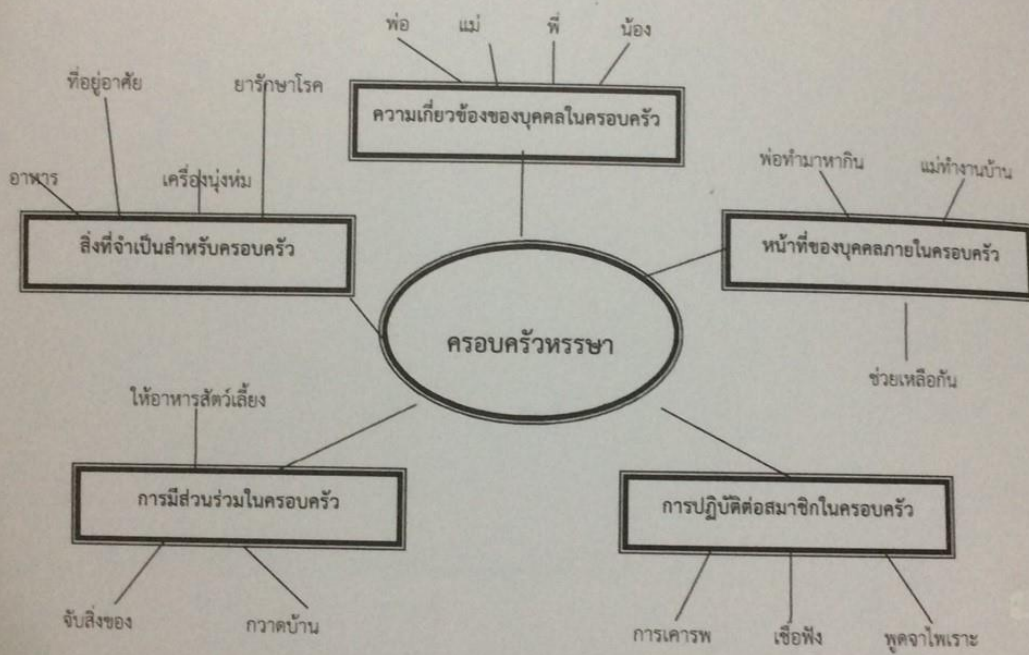 พ่อ
แม่
พี่
น้อง
ความเกี่ยวข้องของบุคคลในครอบครัว
ที่อยู่อาศัย
ยารักษาโรค
อาหาร
เครื่องนุ่งห่ม
สิ่งที่จำเป็นสำหรับครอบครัว
พ่อทำมาหากิน
แม่ทำงานบ้าน
หน้าที่ของบุคคลภายในครอบครัว
ช่วยเหลือกัน
ครอบครัวหรรษา
ให้อาหารสัตว์เลี้ยง
การมีส่วนร่วมในครอบครัว
จับสิ่งของ
กวาดบ้าน
การปฏิบัติต่อสมาชิกในครอบครัว
การเคารพ
เชื่อฟัง
พูดจาไพเราะ